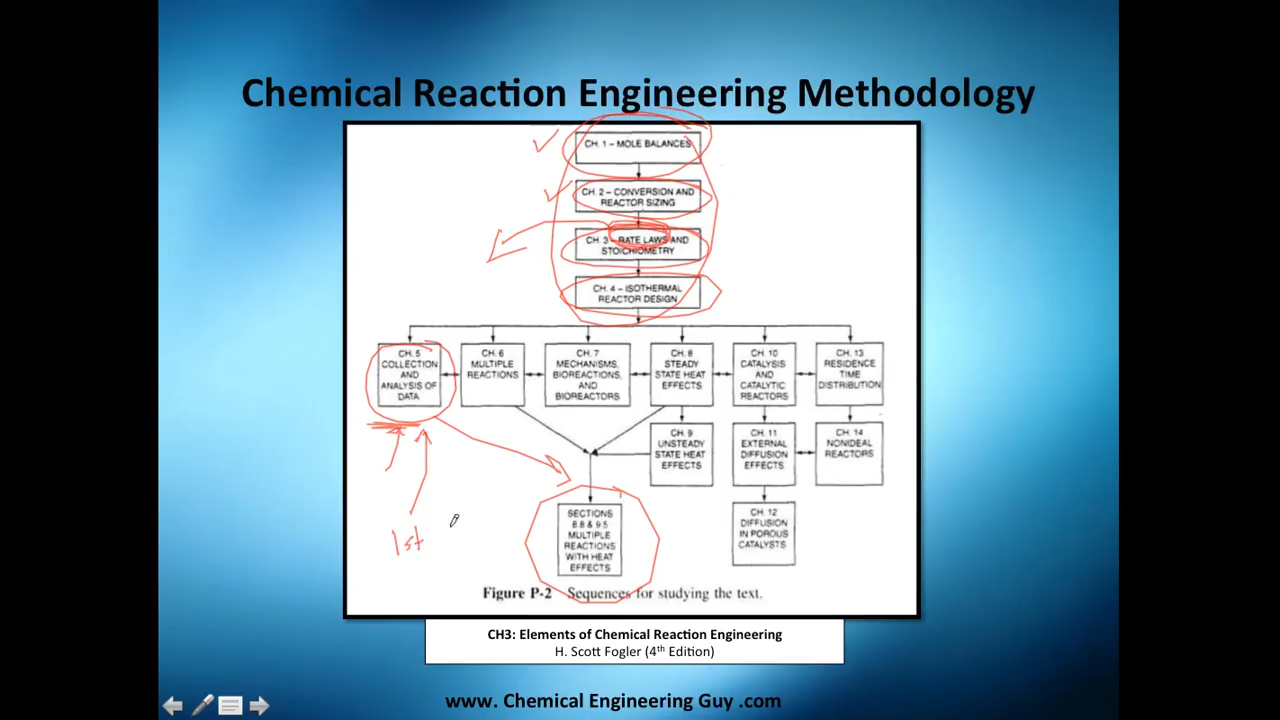 Chemical Reaction Engineering Methodology
CH. 1 – MOLE BALANCES
CH. 2 – CONVERSION AND
REACTOR SIZING
CH. 3 – RATE LAWS AND
STOICHIOMETRY
CH. 4 – ISOTHERMAL
REACTOR DESIGN
CH. 5
COLLECTION
AND
ANALYSIS OF
DATA
CH. 6
MULTIPLE
REACTIONS
CH. 7
MECHANISMS,
BIOREACTIONS,
AND
BIOREACTORS
CH. 8
STEADY
STATE HEAT
EFFECTS
CH. 10
CATALYSIS
AND
CATALYTIC
REACTORS
CH. 13
RESIDENCE
TIME
DISTRIBUTION
CH. 9
UNSTEADY
STATE HEAT
EFFECTS
CH. 11
EXTERNAL
DIFFUSION
EFFECTS
CH. 14
NONIDEAL
REACTORS
SECTIONS
8.8 & 9.5
MULTIPLE
REACTIONS
WITH HEAT
EFFECTS
CH. 12
DIFFUSION
IN POROUS
CATALYSTS
1st
Figure P-2 Sequences for studying the text.
CH3: Elements of Chemical Reaction Engineering
H. Scott Fogler (4th Edition)
www. Chemical Engineering Guy .com